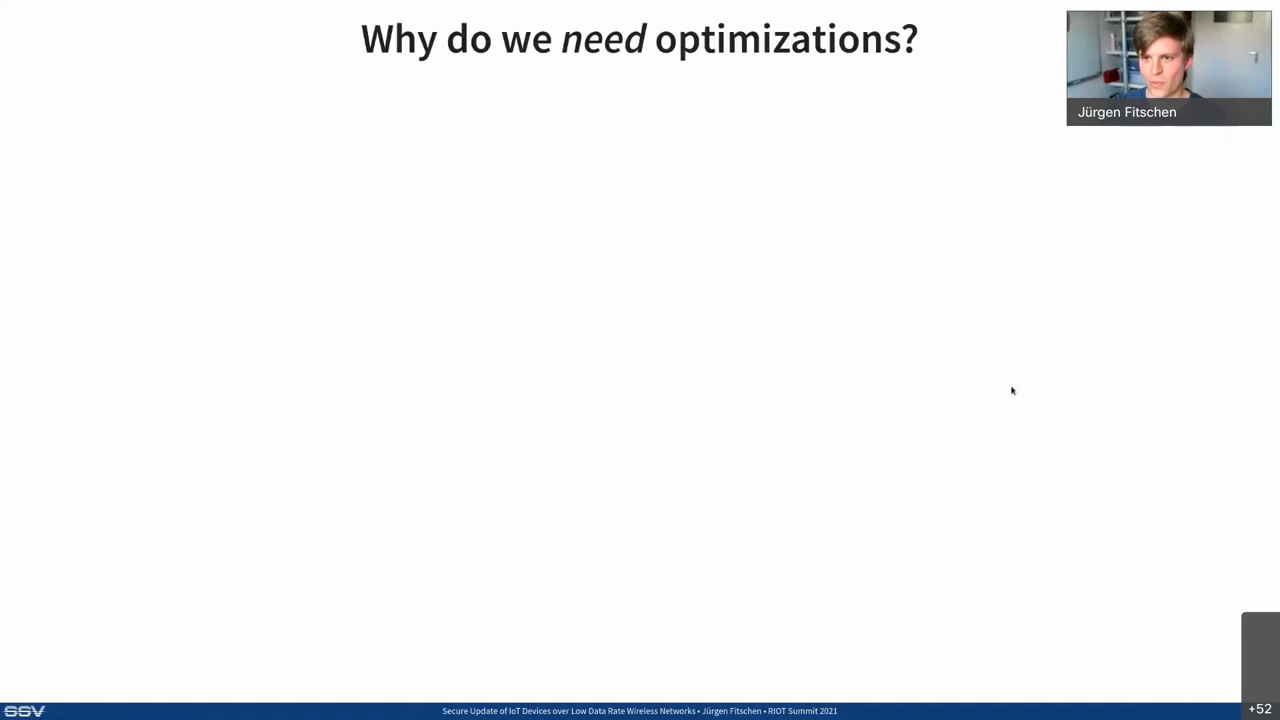 Why do we need optimizations?
Jürgen Fitschen
SSV
Secure Update of IoT Devices over Low Data Rate Wireless Networks • Jürgen Fitschen • RIOT Summit 2021
+52